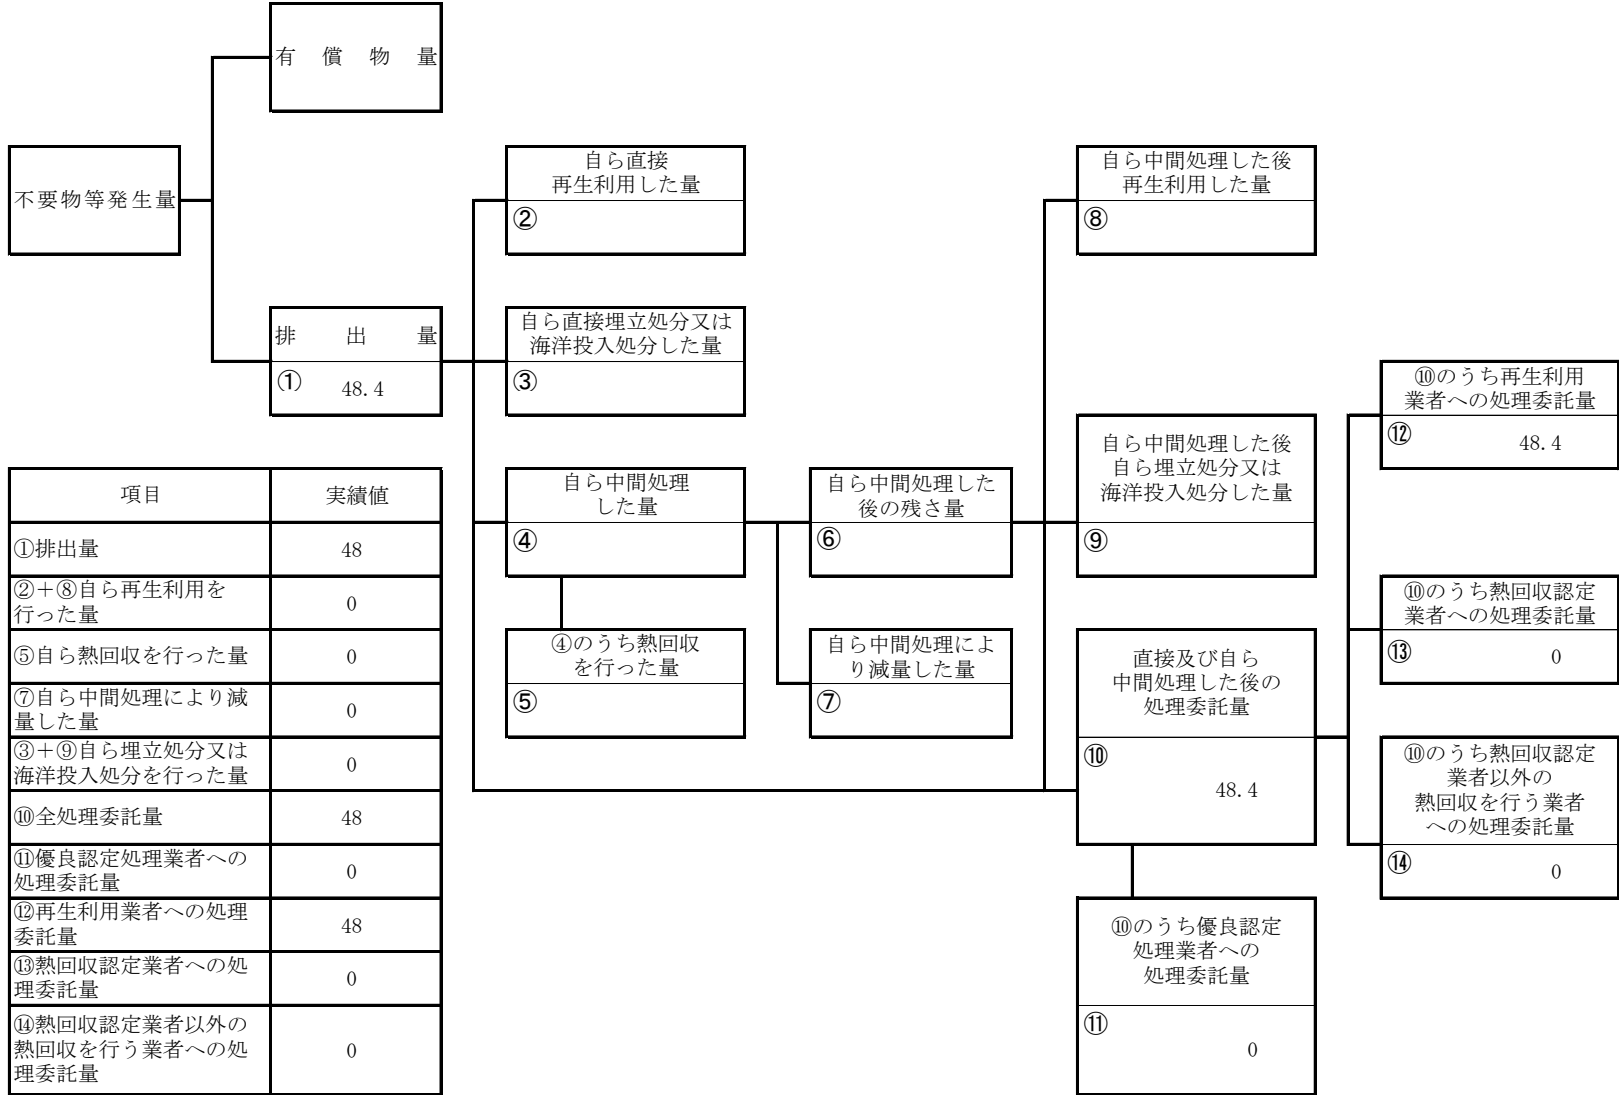 有償物量
不要物等発生量
排出量
① 48.4
自ら直接
再生利用した量
②
自ら直接埋立処分又は
海洋投入処分した量
③
自ら中間処理
した量
④
④のうち熱回収
を行った量
⑤
自ら中間処理した
後の残さ量
⑥
自ら中間処理によ
り減量した量
⑦
自ら中間処理した後
再生利用した量
⑧
自ら中間処理した後
自ら埋立処分又は
海洋投入処分した量
⑨
直接及び自ら
中間処理した後の
処理委託量
⑩
48.4
⑩のうち優良認定
処理業者への
処理委託量
⑪
0
⑩のうち再生利用
業者への処理委託量
⑫ 48.4
⑩のうち熱回収認定
業者への処理委託量
⑬ 0
⑩のうち熱回収認定
業者以外の
熱回収を行う業者
への処理委託量
⑭ 0
項目 実績値
①排出量 48
②+⑧自ら再生利用を
行った量 0
⑤自ら熱回収を行った量 0
⑦自ら中間処理により減
量した量 0
③+⑨自ら埋立処分又は
海洋投入処分を行った量 0
⑩全処理委託量 48
⑪優良認定処理業者への
処理委託量 0
⑫再生利用業者への処理
委託量 48
⑬熱回収認定業者への処
理委託量 0
⑭熱回収認定業者以外の
熱回収を行う業者への処
理委託量 0